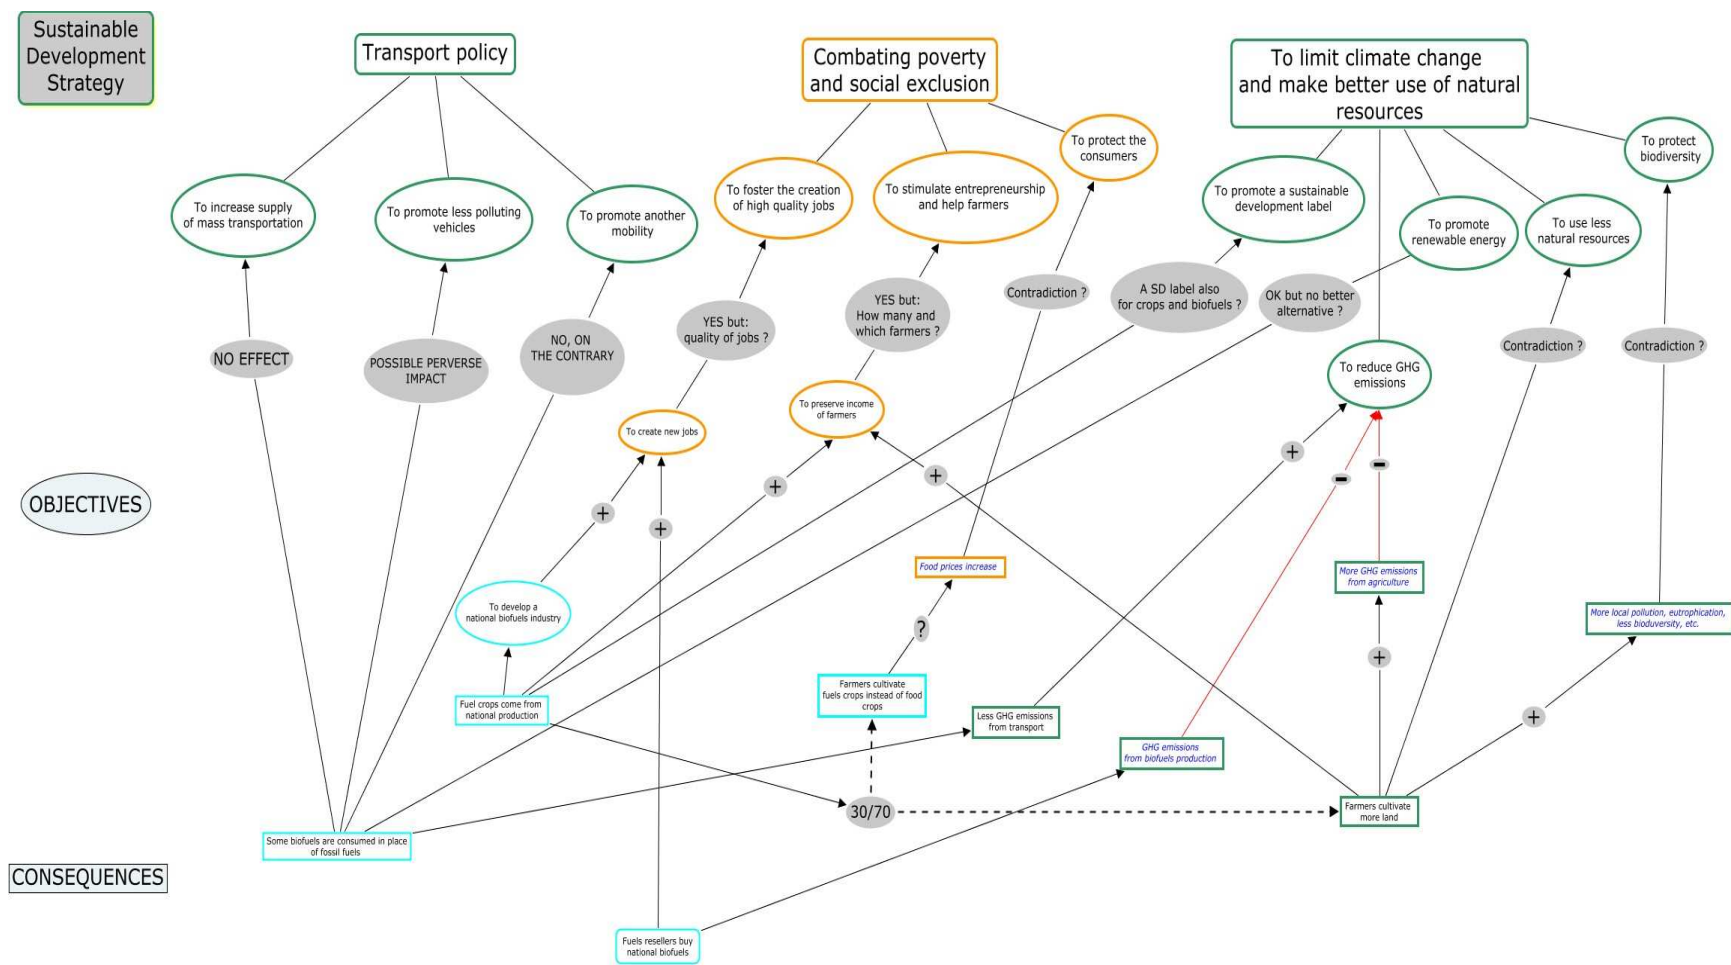 Sustainable
Development
Strategy
Transport policy
Combating poverty
and social exclusion
To limit climate change
and make better use of natural
resources
To increase supply
of mass transportation
To promote less polluting
vehicles
To promote another
mobility
To foster the creation
of high quality jobs
To stimulate entrepreneurship
and help farmers
To protect the
consumers
To promote a sustainable
development label
To promote
renewable energy
To use less
natural resources
To protect
biodiversity
NO EFFECT
POSSIBLE PERVERSE
IMPACT
NO, ON
THE CONTRARY
YES but:
quality of jobs ?
YES but:
How many and
which farmers ?
Contradiction ?
A SD label also
for crops and biofuels ?
OK but no better
alternative ?
Contradiction ?
Contradiction ?
To reduce GHG
emissions
To create new jobs
To preserve income
of farmers
+
+
+
+
+
-
-
OBJECTIVES
Food prices increase
More GHG emissions
from agriculture
To develop a
national biofuels industry
?
More local pollution, eutrophication,
less bioduversity, etc.
+
+
Fuel crops come from
national production
Farmers cultivate
fuels crops instead of food
crops
Less GHG emissions
from transport
GHG emissions
from biofuels production
30/70
Farmers cultivate
more land
Some biofuels are consumed in place
of fossil fuels
CONSEQUENCES
Fuels resellers buy
national biofuels